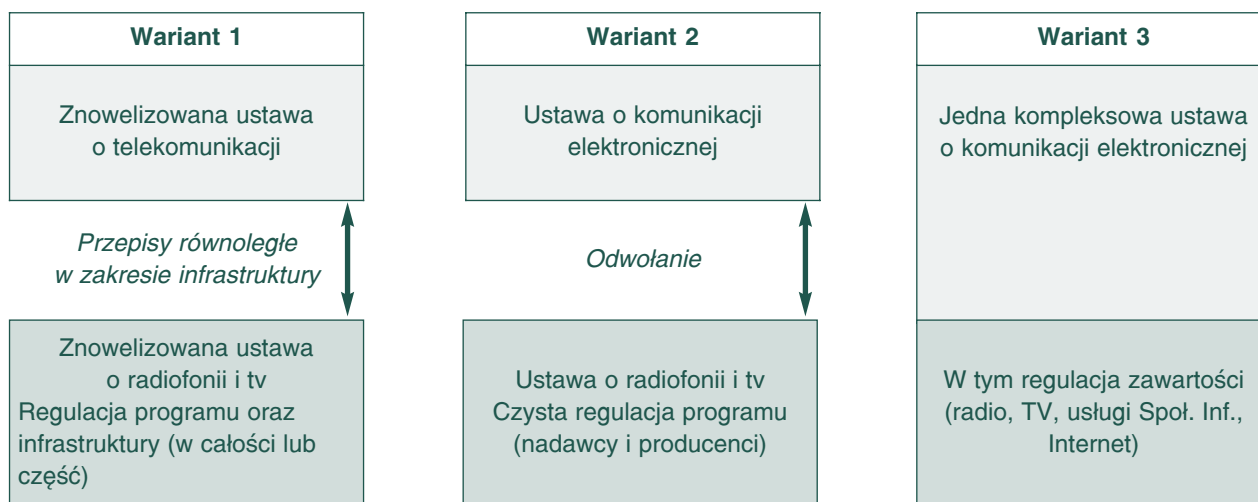 Wariant 1
Znowelizowana ustawa
o telekomunikacji
Przepisy równoległe
w zakresie infrastruktury
Znowelizowana ustawa
o radiofonii i tv
Regulacja programu oraz
infrastruktury (w całości lub
część)
Wariant 2
Ustawa o komunikacji
elektronicznej
Odwołanie
Ustawa o radiofonii i tv
Czysta regulacja programu
(nadawcy i producenci)
Wariant 3
Jedna kompleksowa ustawa
o komunikacji elektronicznej
W tym regulacja zawartości
(radio, TV, usługi Społ. Inf.,
Internet)